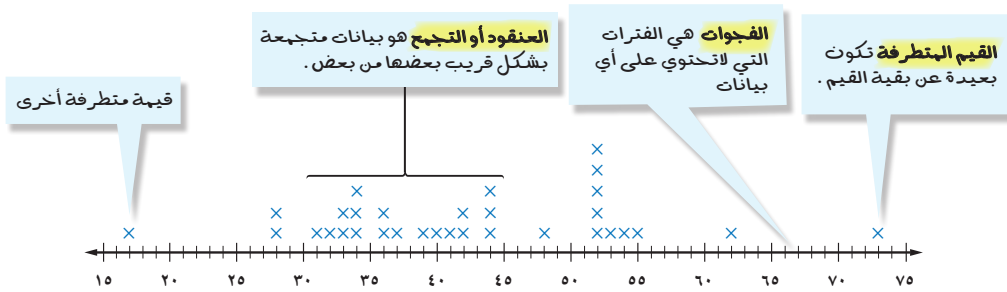 القيم المتطرفة تكون
بعيدة عن بقية القيم .
الفجوات هي الفترات
التي لاتحتوي على أي
بيانات
العنقود أو التجمع هو بيانات متجمعة
بشكل قريب بعضها من بعض .
قيمة متطرفة أخرى
١٥ ٢٠ ٢٥ ٣٠ ٣٥ ٤٠ ٤٥ ٥٠ ٥٥ ٦٠ ٦٥ ٧٠ ٧٥